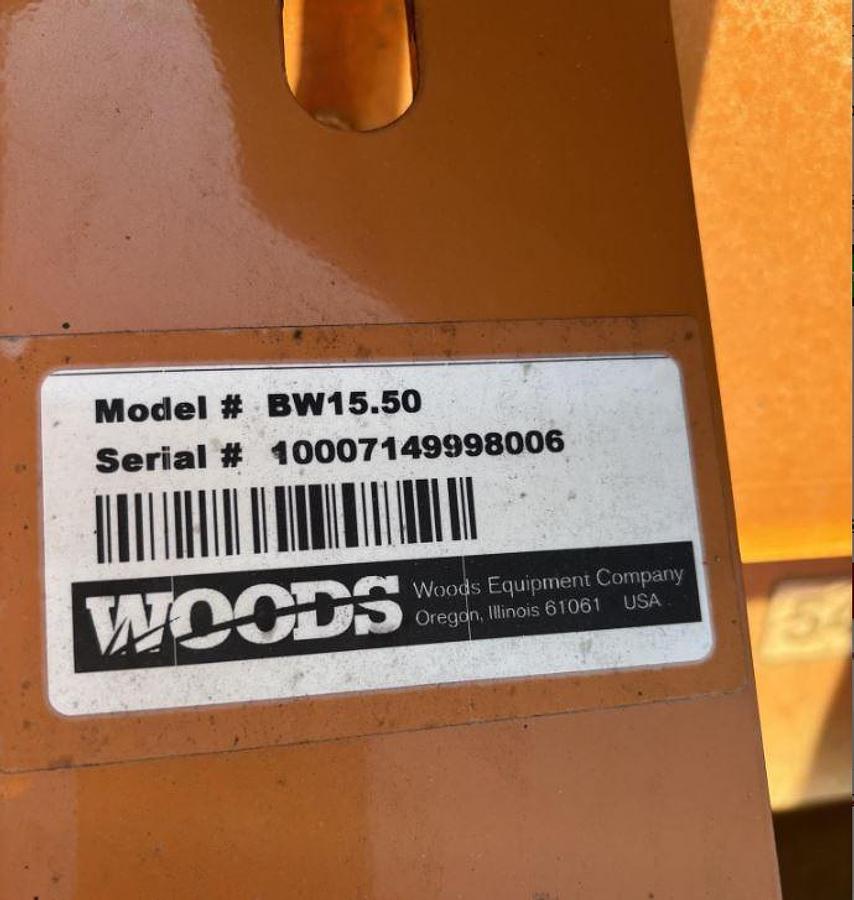 Model # BW15.50
Serial # 10007149998006
WOODS
Woods Equipment Company
Oregon, Illinois 61061 USA